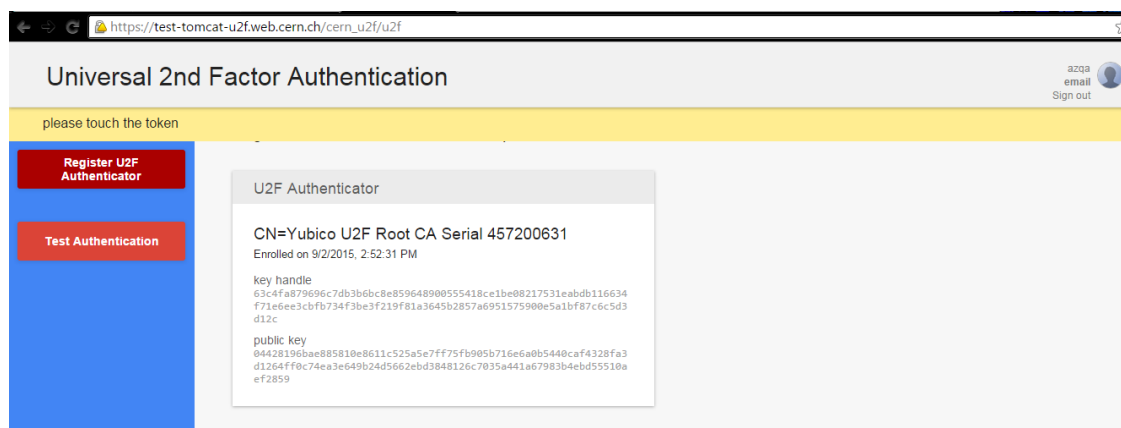 https://test-tomcat-u2f.web.cern.ch/cern_u2f/u2f
Universal 2nd Factor Authentication
azqa
email
Sign out
please touch the token
Register U2F
Authenticator
Test Authentication
U2F Authenticator
CN=Yubico U2F Root CA Serial 457200631
Enrolled on 9/2/2015, 2:52:31 PM
key handle
63c4fa879696c7db3b6bc8e859648900555418ce1be08217531eabdb116634
f71e6ee3cbfb734f3be3f219f81a3645b2857a6951575900e5a1bf87c6c5d3
d12c
public key
04428196bae885810e8611c525a5e7ff75fb905b716e6a0b5440caf4328fa3
d1264ff0c74ea3e649b24d5662ebd3848126c7035a441a67983b4ebd55510a
ef2859